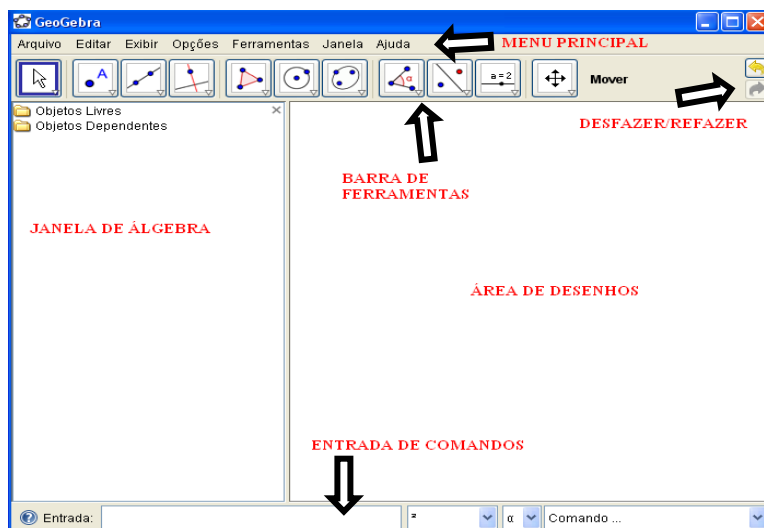 GeoGebra
Arquivo Editar Exibir Opções Ferramentas Janela Ajuda
MENU PRINCIPAL
A
α
a=2
Mover
Objetos Livres
Objetos Dependentes
DESFAZER/REFAZER
BARRA DE
FERRAMENTAS
JANELA DE ÁLGEBRA
ÁREA DE DESENHOS
ENTRADA DE COMANDOS
Entrada: ² α Comando ...